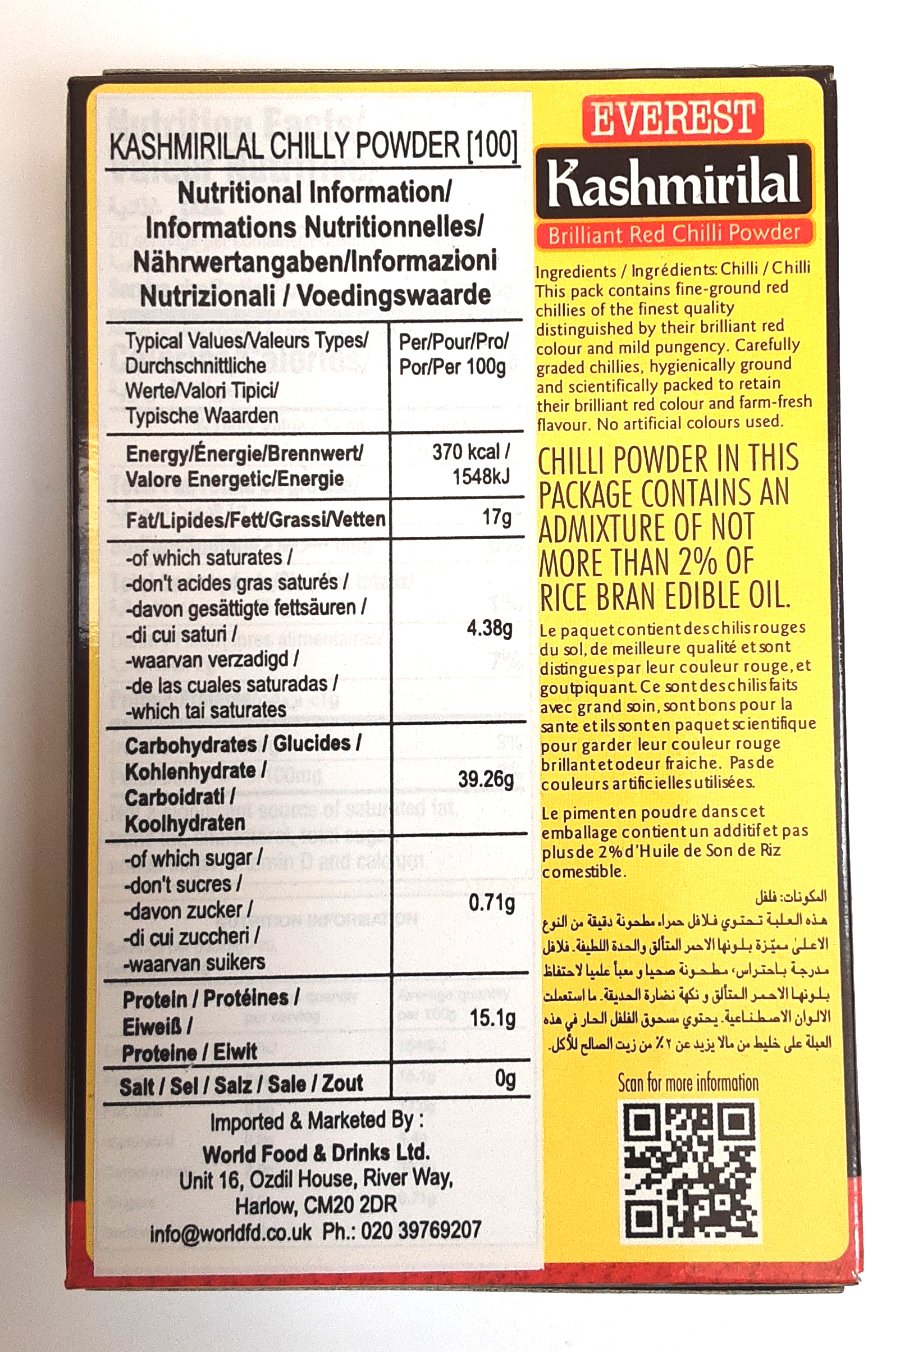 KASHMIRILAL CHILLY POWDER [100]
Nutritional Information/
Informations Nutritionnelles/
Nährwertangaben/Informazioni
Nutrizionali / Voedingswaarde
Typical Values/Valeurs Types/
Durchschnittliche
Werte/Valori Tipici/
Typische Waarden
Per/Pour/Pro/
Por/Per 100g
Energy/Énergie/Brennwert/
Valore Energetic/Energie
370 kcal /
1548kJ
Fat/Lipides/Fett/Grassi/Vetten
17g
-of which saturates /
-don't acides gras saturés /
-davon gesättigte fettsäuren /
-di cui saturi /
-waarvan verzadigd /
-de las cuales saturadas /
-which tai saturates
4.38g
Carbohydrates / Glucides /
Kohlenhydrate /
Carboidrati /
Koolhydraten
39.26g
-of which sugar /
-don't sucres /
-davon zucker /
-di cui zuccheri /
-waarvan suikers
0.71g
Protein / Protéines /
Eiweiß /
Proteine / Eiwit
15.1g
Salt / Sel / Salz / Sale / Zout
0g
Imported & Marketed By :
World Food & Drinks Ltd.
Unit 16, Ozdil House, River Way,
Harlow, CM20 2DR
info@worldfd.co.uk Ph.: 020 39769207
EVEREST
Kashmirilal
Brilliant Red Chilli Powder
Ingredients / Ingrédients: Chilli / Chilli
This pack contains fine-ground red
chillies of the finest quality
distinguished by their brilliant red
colour and mild pungency. Carefully
graded chillies, hygienically ground
and scientifically packed to retain
their brilliant red colour and farm-fresh
flavour. No artificial colours used.
CHILLI POWDER IN THIS
PACKAGE CONTAINS AN
ADMIXTURE OF NOT
MORE THAN 2% OF
RICE BRAN EDIBLE OIL.
Le paquet contient des chilis rouges
du sol, de meilleure qualité et sont
distingues par leur couleur rouge, et
gout piquant. Ce sont des chilis faits
avec grand soin, sont bons pour la
sante et ils sont en paquet scientifique
pour garder leur couleur rouge
brillant et odeur fraiche. Pas de
couleurs artificielles utilisées.
Le piment en poudre dans cet
emballage contient un additif et pas
plus de 2% d'Huile de Son de Riz
comestible.
المكونات: فلفل
هذه العلبة تحتوي فلافل حمراء مطحونة دقيقة من النوع
الاعلىٰ مميّزة بلونها الاحمر المتألق والحدة اللطيفة. فلافل
مدرجة باحتراس، مطحونة صحيا و معبأ علميا لاحتفاظ
بلونها الاحمر المتألق و نكهة نضارة الحديقة. ما استعملت
الالوان الاصطناعية. يحتوي مسحوق الفلفل الحار في هذه
العبلة على خليط من مالا يزيد عن ٢٪ من زيت الصالح للأكل.
Scan for more information